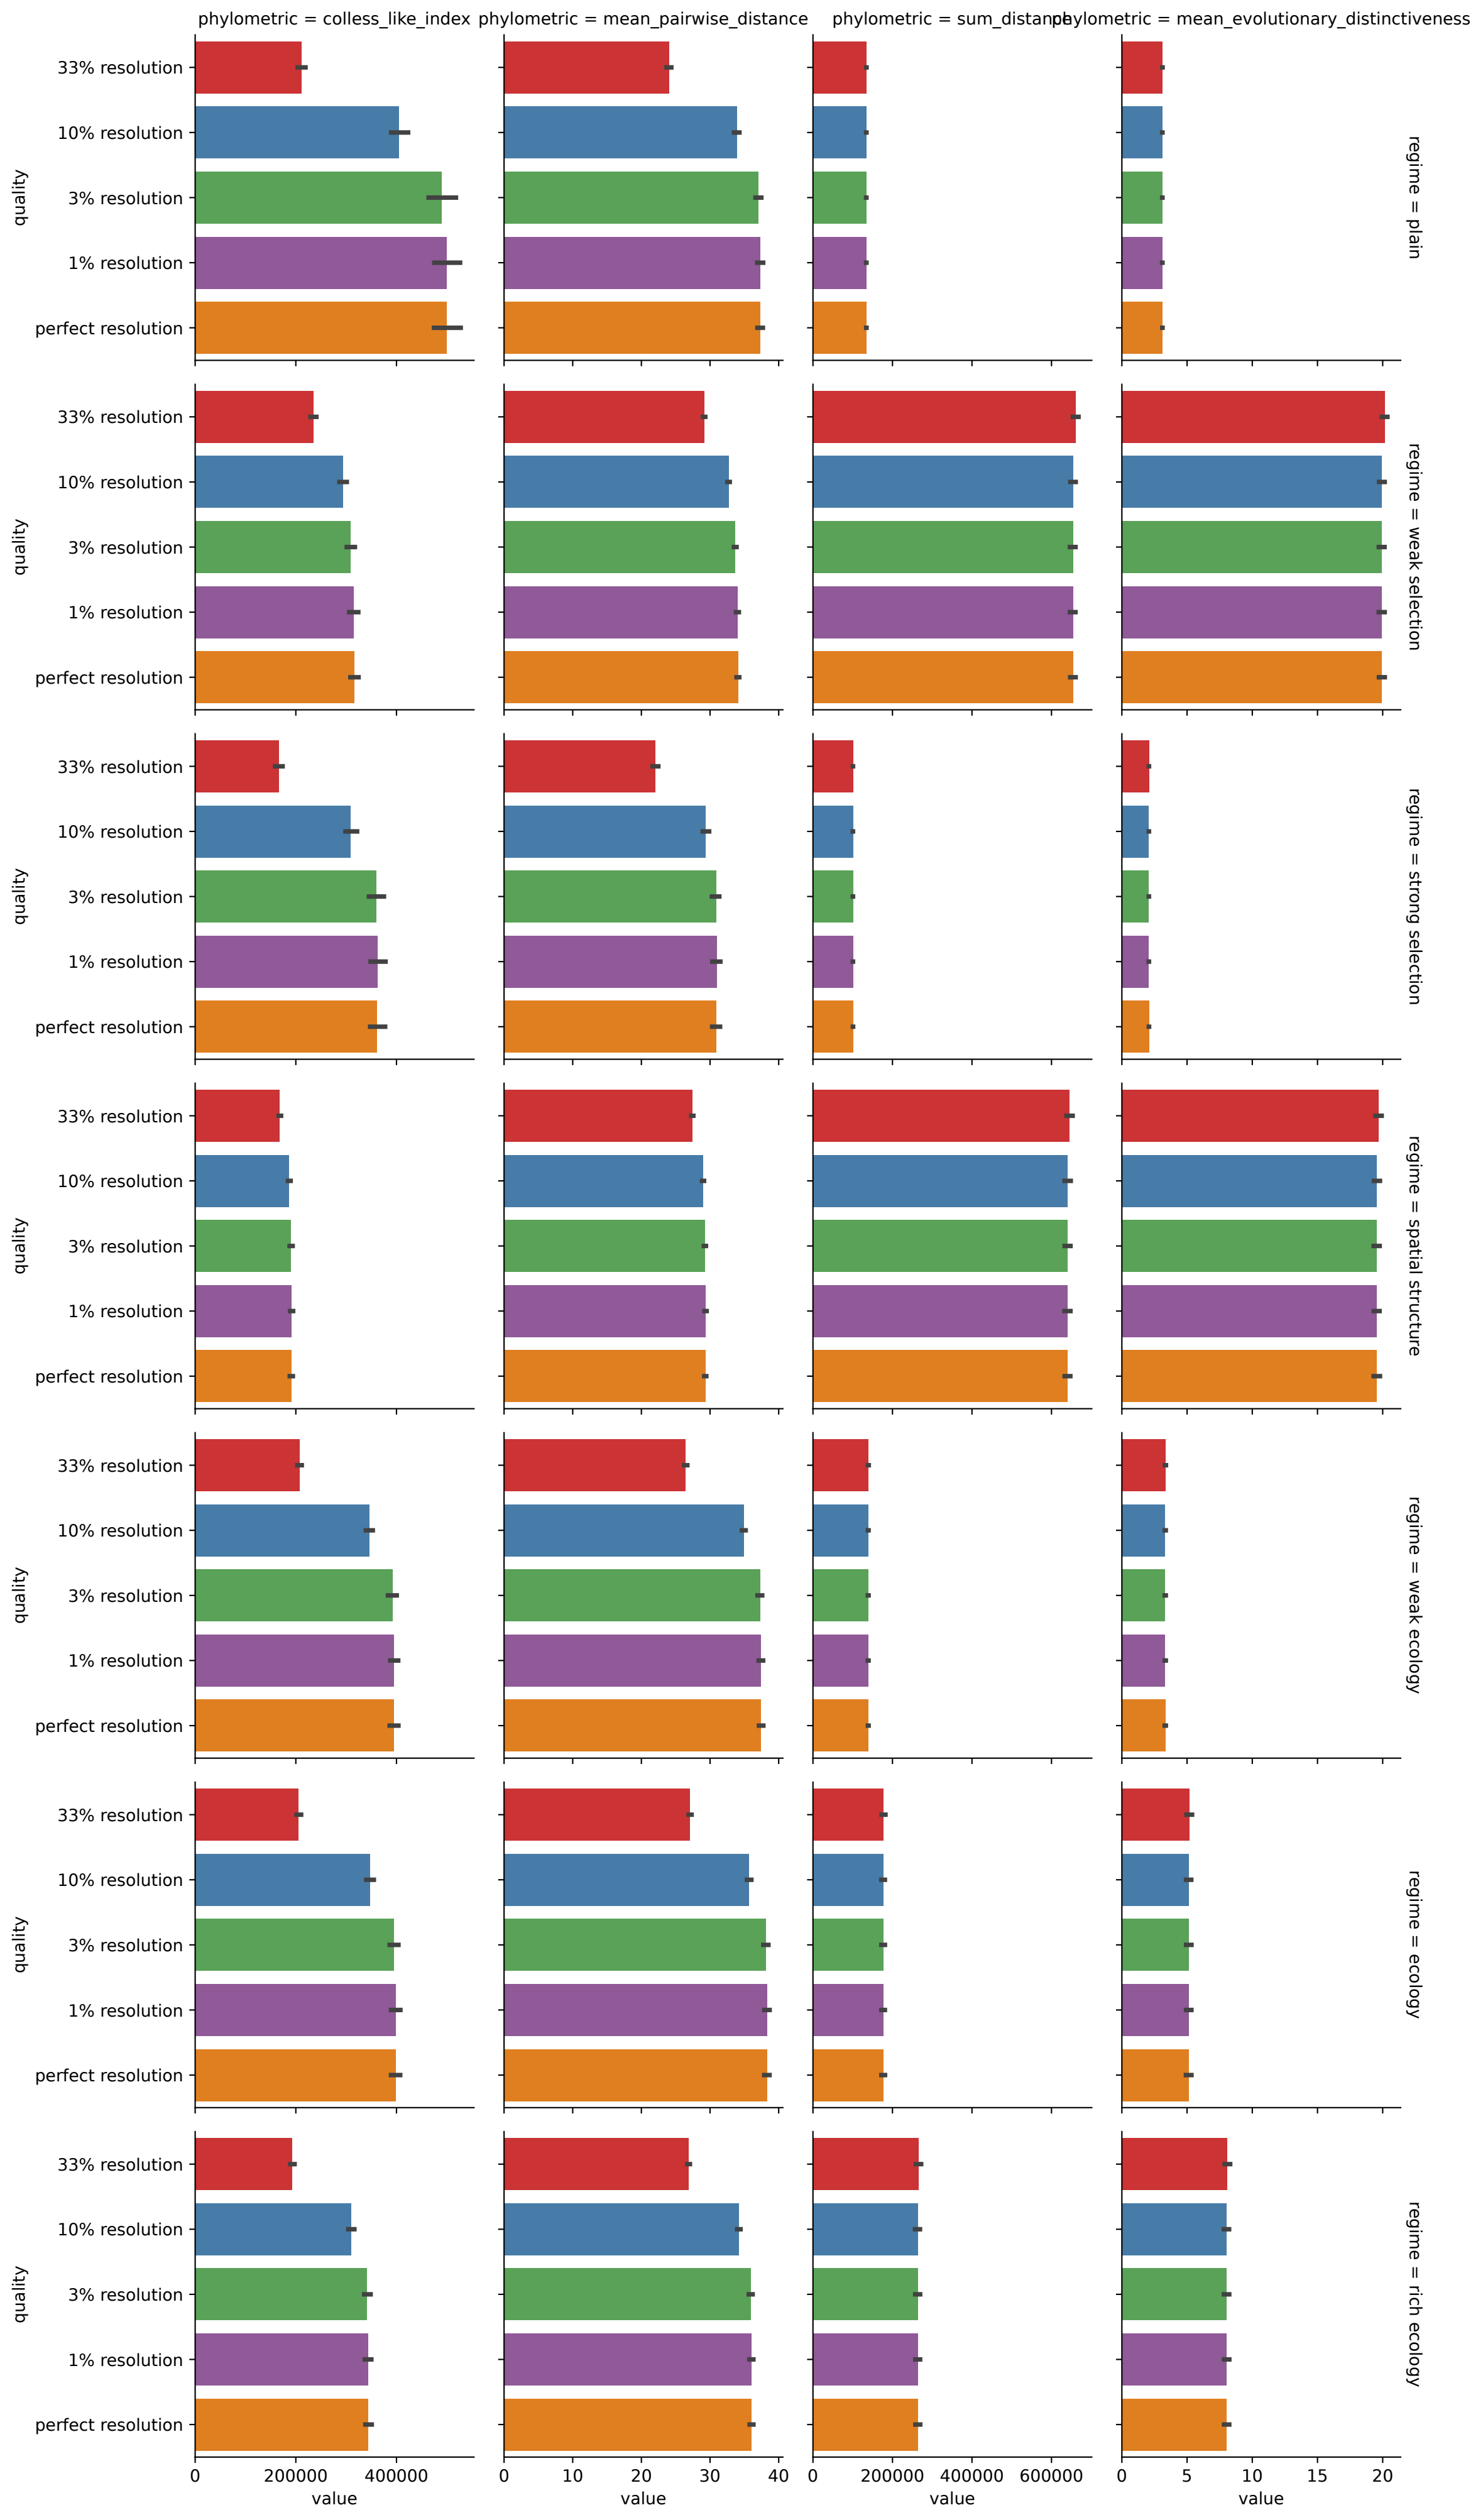 phylometric = colless_like_index phylometric = mean_pairwise_distance phylometric = sum_distance phylometric = mean_evolutionary_distinctiveness
33% resolution
10% resolution
3% resolution
1% resolution
perfect resolution
quality
regime = plain
33% resolution
10% resolution
3% resolution
1% resolution
perfect resolution
quality
regime = weak selection
33% resolution
10% resolution
3% resolution
1% resolution
perfect resolution
quality
regime = strong selection
33% resolution
10% resolution
3% resolution
1% resolution
perfect resolution
quality
regime = spatial structure
33% resolution
10% resolution
3% resolution
1% resolution
perfect resolution
quality
regime = weak ecology
33% resolution
10% resolution
3% resolution
1% resolution
perfect resolution
quality
regime = ecology
33% resolution
10% resolution
3% resolution
1% resolution
perfect resolution
quality
regime = rich ecology
0 200000 400000 0 10 20 30 40 0 200000 400000 600000 0 5 10 15 20
value value value value